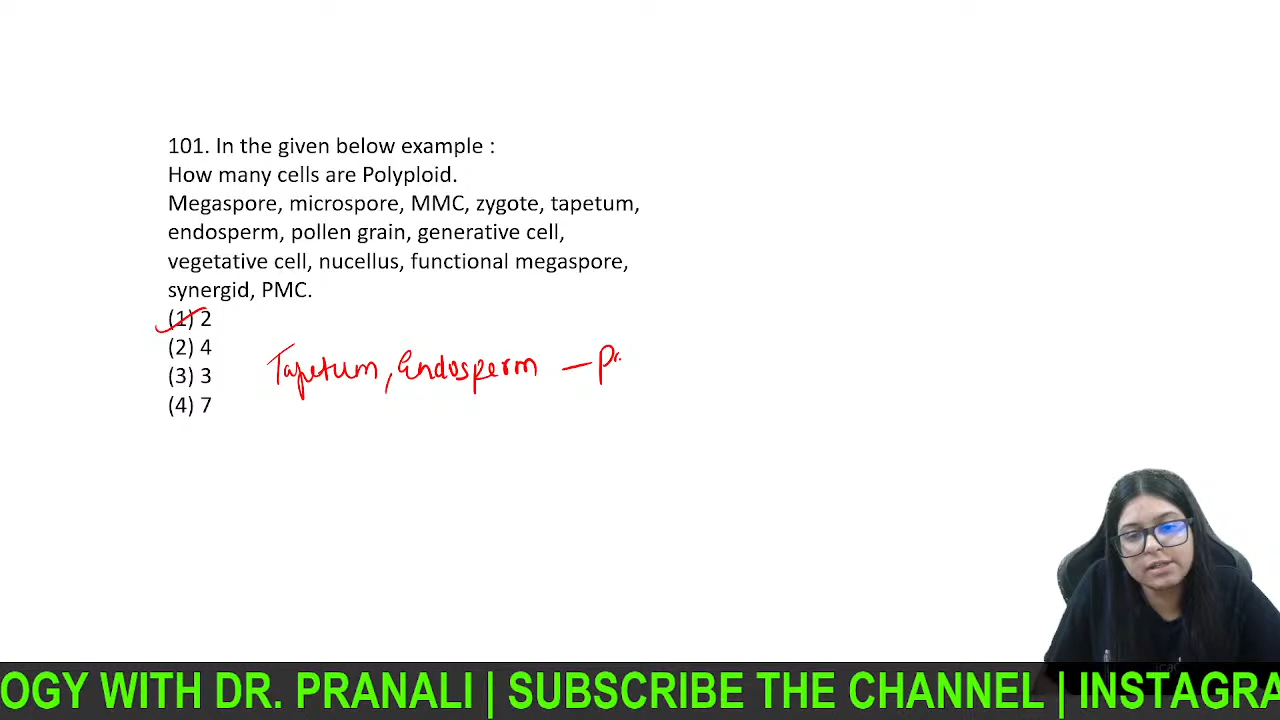 101. In the given below example :
How many cells are Polyploid.
Megaspore, microspore, MMC, zygote, tapetum,
endosperm, pollen grain, generative cell,
vegetative cell, nucellus, functional megaspore,
synergid, PMC.
(1) 2
(2) 4
(3) 3
(4) 7
Tapetum, Endosperm —
OGY WITH DR. PRANALI | SUBSCRIBE THE CHANNEL | INSTAGRA